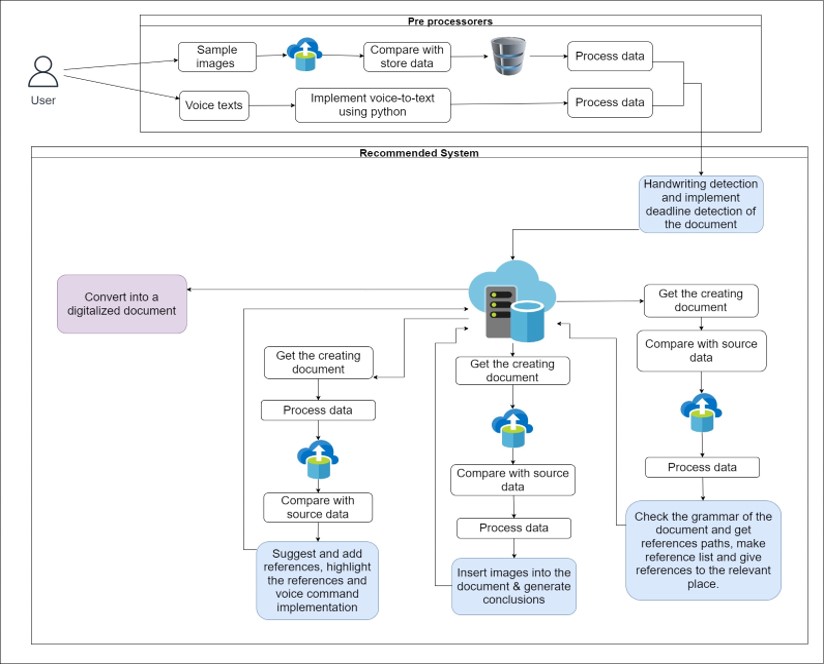 Pre processorers
Sample
images
Compare with
store data
Process data
User
Voice texts
Implement voice-to-text
using python
Process data
Recommended System
Handwriting detection
and implement
deadline detection of
the document
Convert into a
digitalized document
Get the creating
document
Process data
Compare with
source data
Suggest and add
references, highlight
the references and
voice command
implementation
Get the creating
document
Compare with source
data
Process data
Insert images into the
document & generate
conclusions
Get the creating
document
Compare with source
data
Process data
Check the grammar of the
document and get
references paths, make
reference list and give
references to the relevant
place.